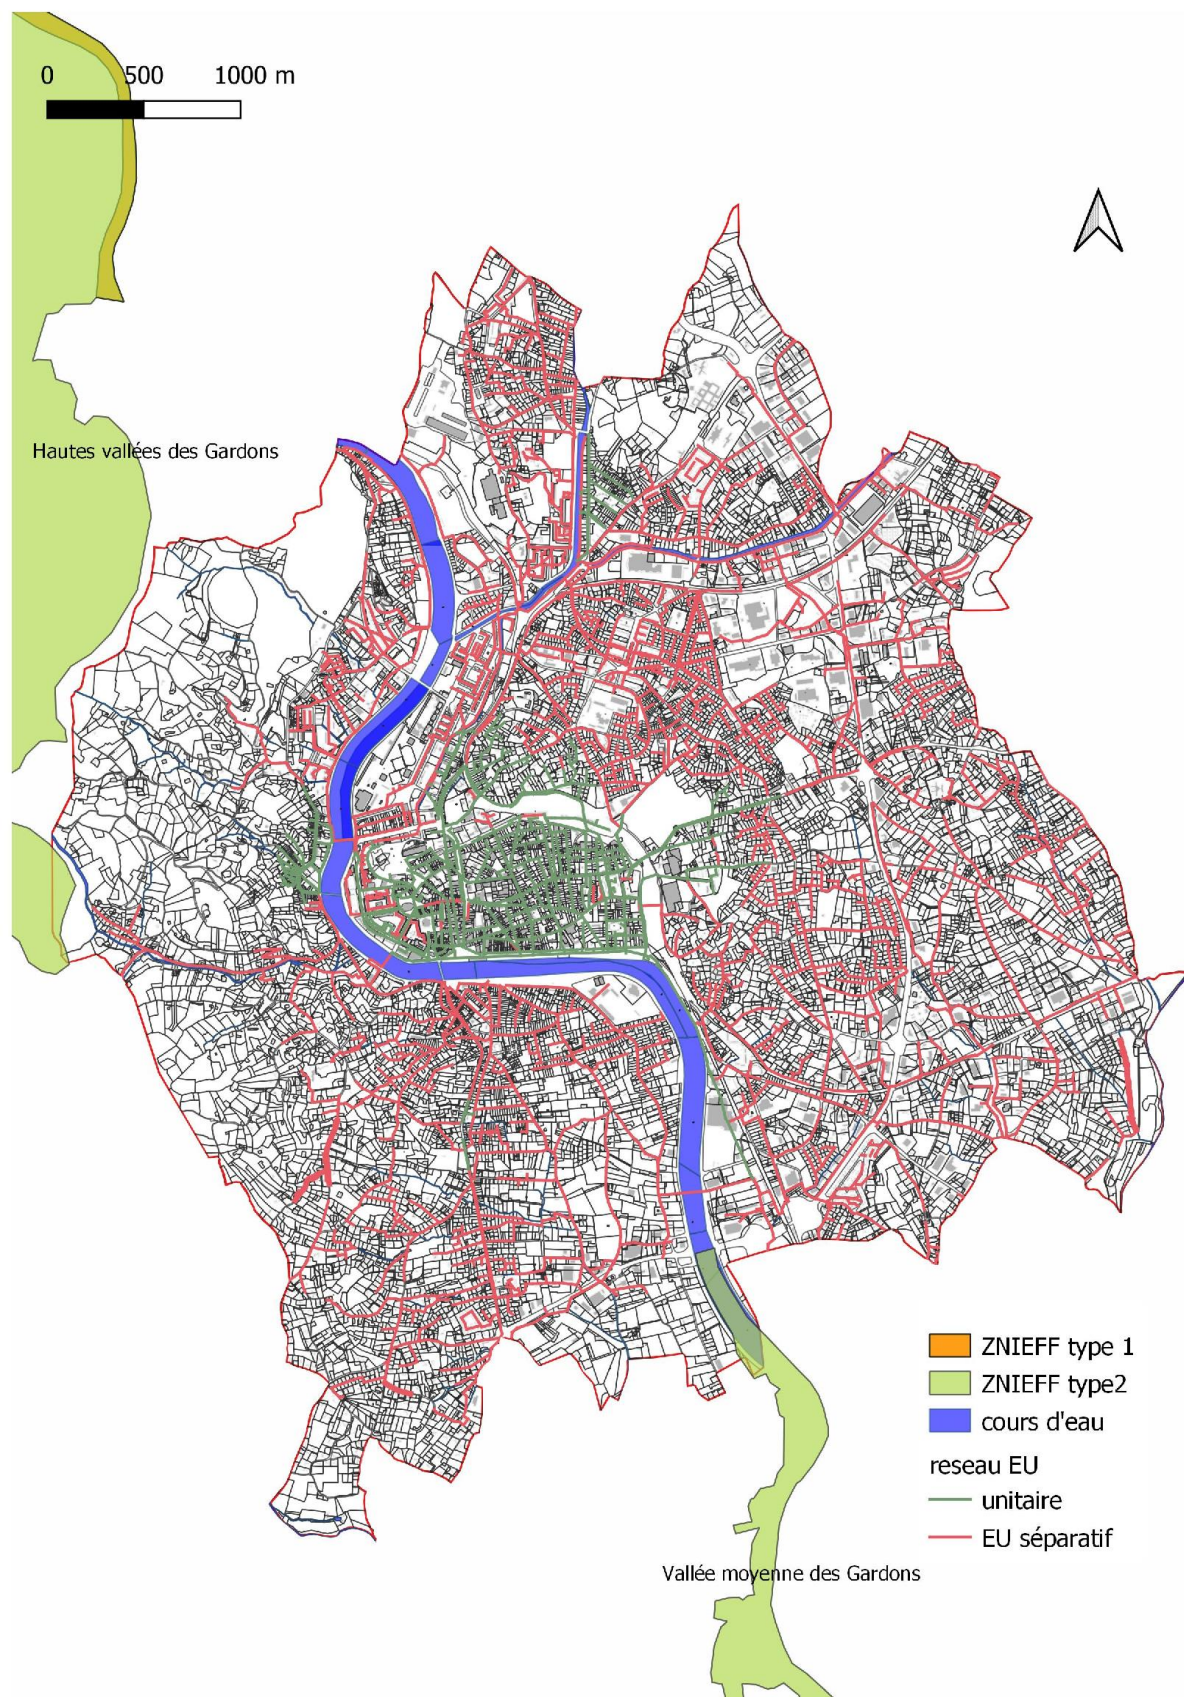 0 500 1000 m
Hautes vallées des Gardons
ZNIEFF type 1
ZNIEFF type2
cours d'eau
reseau EU
unitaire
EU séparatif
Vallée moyenne des Gardons